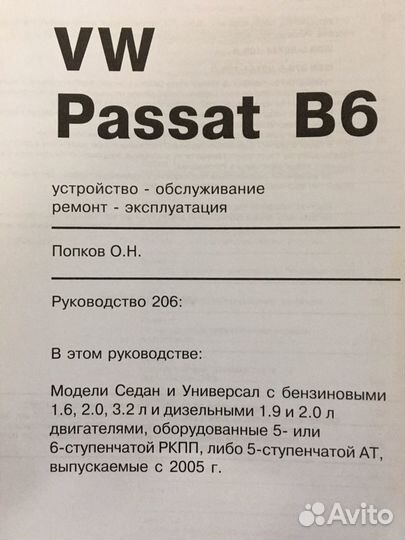 VW
Passat B6
устройство - обслуживание
ремонт - эксплуатация
Попков О.Н.
Руководство 206:
В этом руководстве:
Модели Седан и Универсал с бензиновыми
1.6, 2.0, 3.2 л и дизельными 1.9 и 2.0 л
двигателями, оборудованные 5- или
6-ступенчатой РКПП, либо 5-ступенчатой АТ,
выпускаемые с 2005 г.
Avito